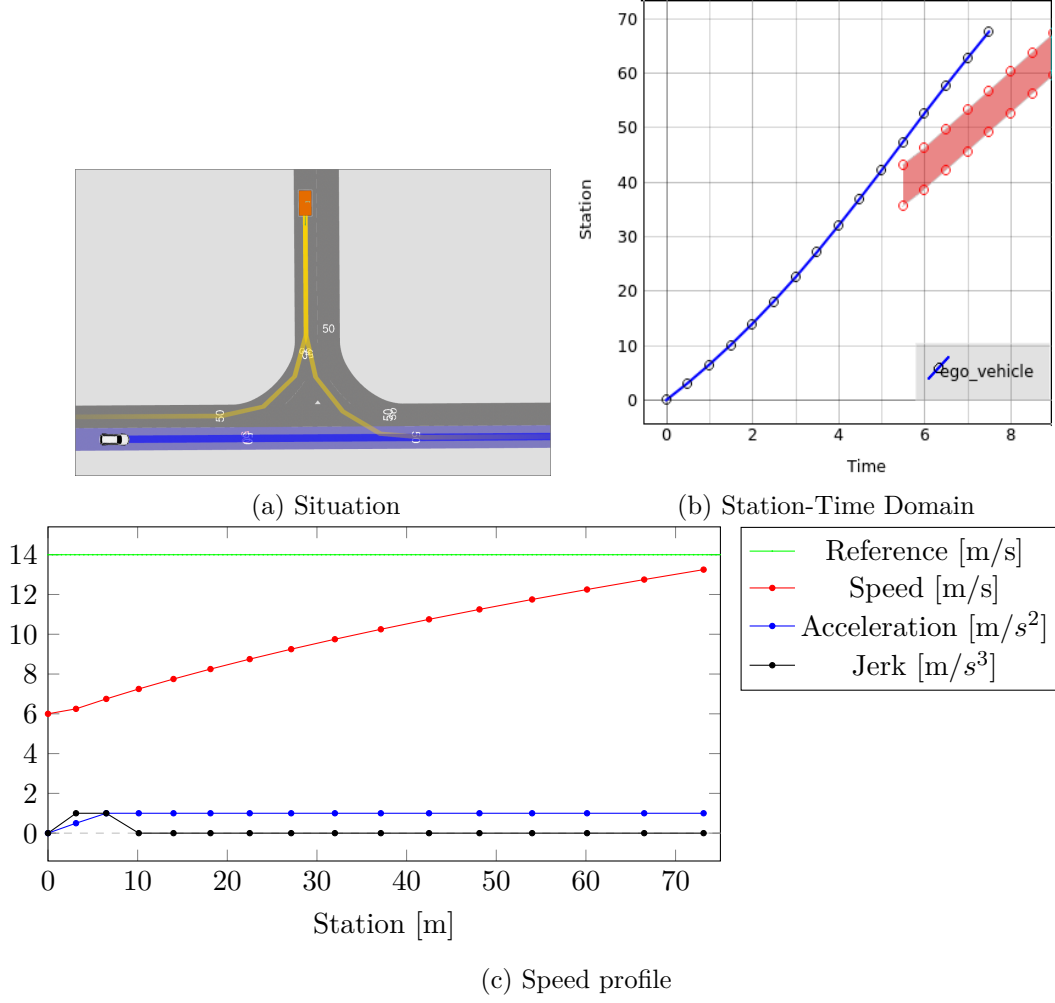 50
50
50
(a) Situation
70
60
50
40
30
20
10
0
Station
0
2
4
6
8
Time
ego_vehicle
(b) Station-Time Domain
14
12
10
8
6
4
2
0
0
10
20
30
40
50
60
70
Station [m]
Reference [m/s]
Speed [m/s]
Acceleration [m/s²]
Jerk [m/s³]
(c) Speed profile